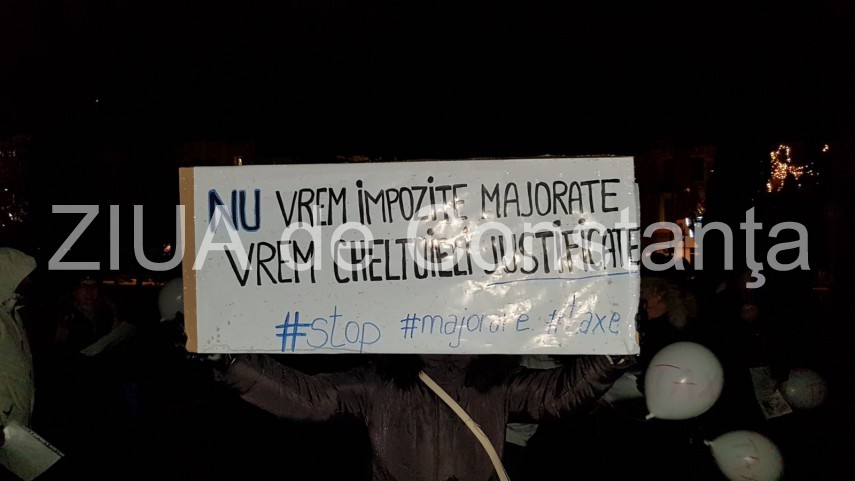 NU VREM IMPOZITE MAJORATE
ZIUA de Constanţa
VREM CHELTUIELI JUSTIFICATE
#stop #majorare #taxe